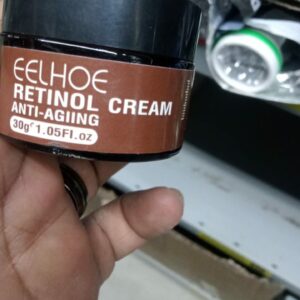 EELHOE
RETINOL CREAM
ANTI-AGIING
30g℮1.05Fl.oz